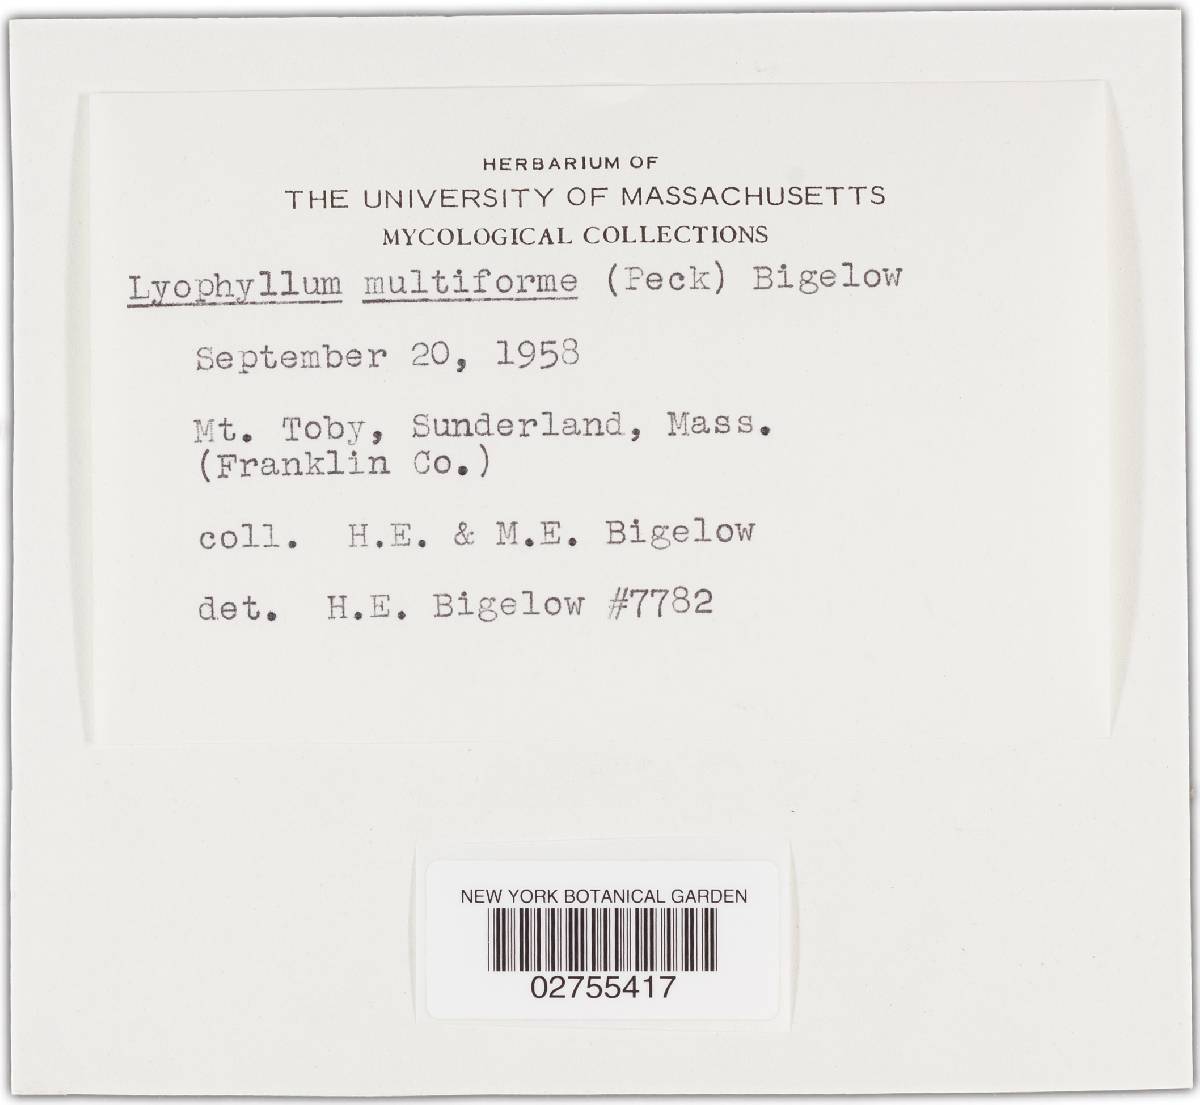 HERBARIUM OF
THE UNIVERSITY OF MASSACHUSETTS
MYCOLOGICAL COLLECTIONS
Lyophyllum multiforme (Peck) Bigelow
September 20, 1958
Mt. Toby, Sunderland, Mass.
(Franklin Co.)
coll. H.E. & M.E. Bigelow
det. H.E. Bigelow #7782
NEW YORK BOTANICAL GARDEN
02755417